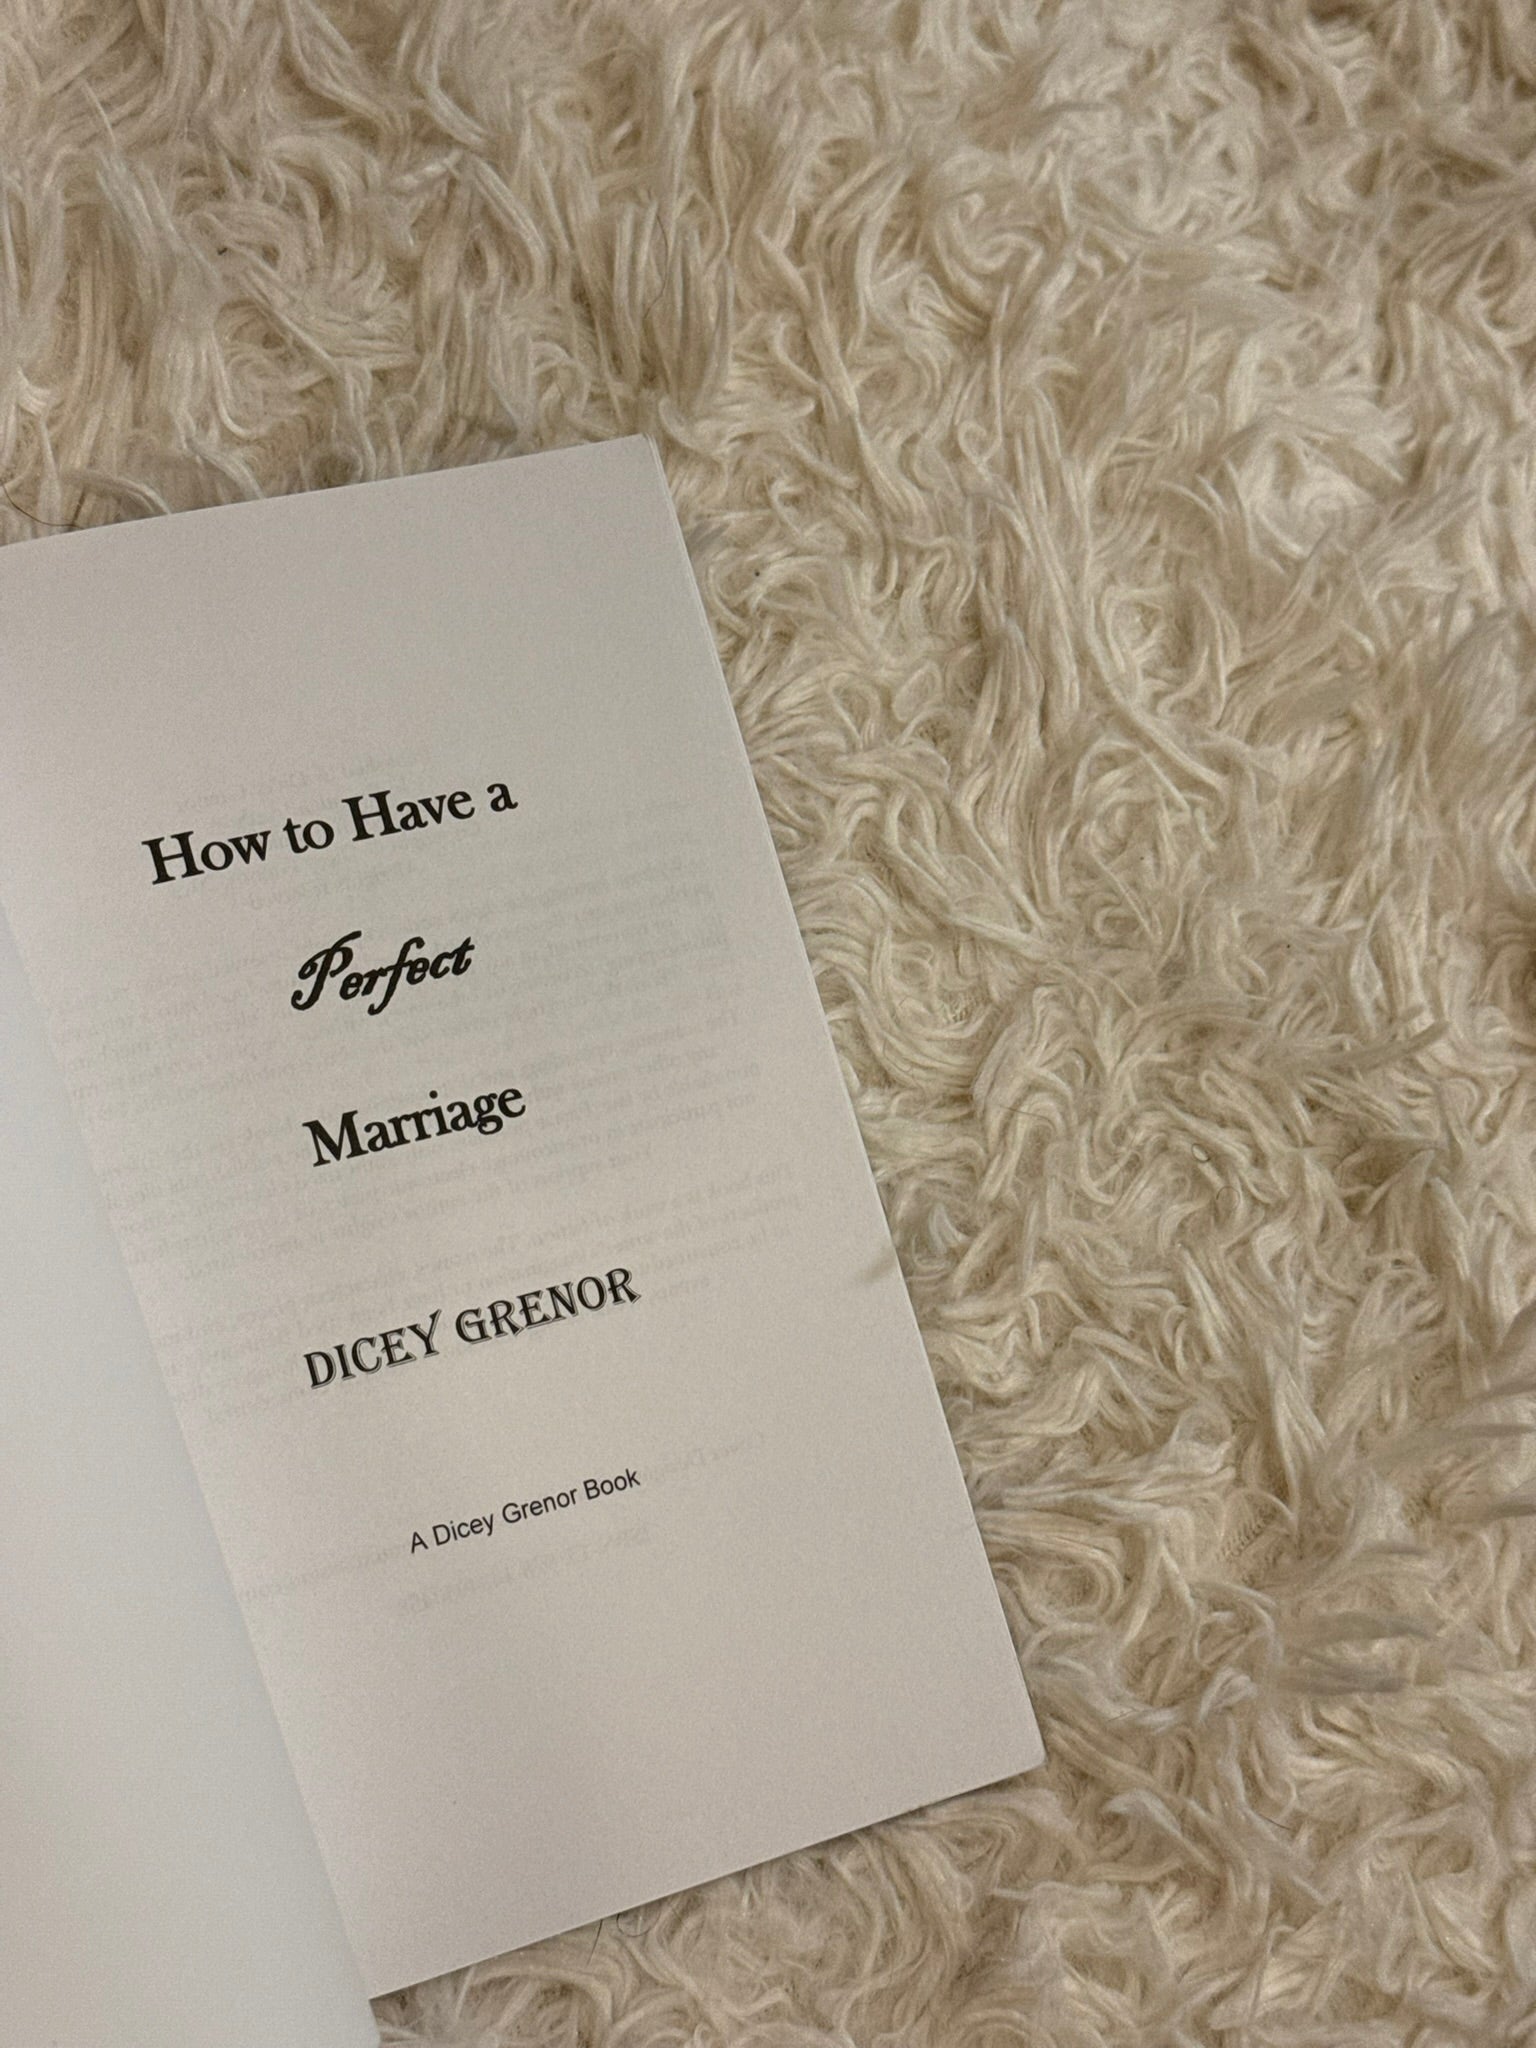 How to Have a
Perfect
Marriage
DICEY GRENOR
A Dicey Grenor Book